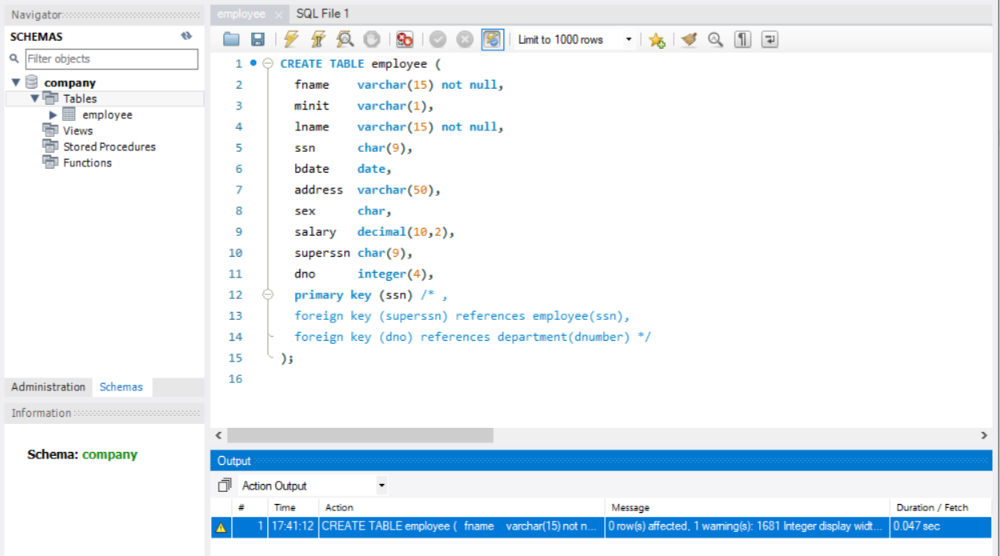 Navigator
SCHEMAS
Filter objects
company
Tables
employee
Views
Stored Procedures
Functions
Administration Schemas
Information
Schema: company
employee × SQL File 1
Limit to 1000 rows
1 CREATE TABLE employee (
2 fname varchar(15) not null,
3 minit varchar(1),
4 lname varchar(15) not null,
5 ssn char(9),
6 bdate date,
7 address varchar(50),
8 sex char,
9 salary decimal(10,2),
10 superssn char(9),
11 dno integer(4),
12 primary key (ssn) /* ,
13 foreign key (superssn) references employee(ssn),
14 foreign key (dno) references department(dnumber) */
15 );
16
Output
Action Output
# Time Action Message Duration / Fetch
1 17:41:12 CREATE TABLE employee ( fname varchar(15) not n... 0 row(s) affected, 1 warning(s): 1681 Integer display widt... 0.047 sec